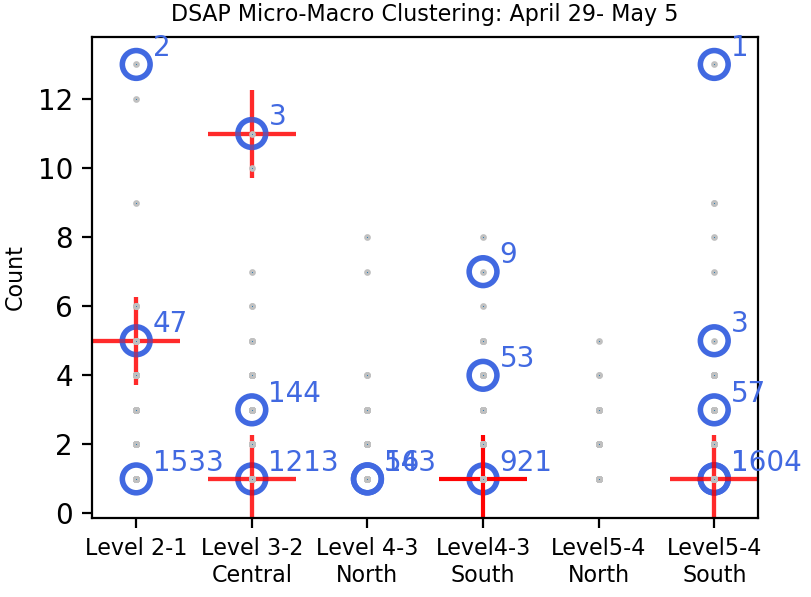 DSAP Micro-Macro Clustering: April 29- May 5
2
1
12
3
10
8
9
Count
6
47
3
4
53
144
57
2
1533
1213
921
1604
0
Level 2-1
Level 3-2
Central
Level 4-3
North
Level4-3
South
Level5-4
North
Level5-4
South